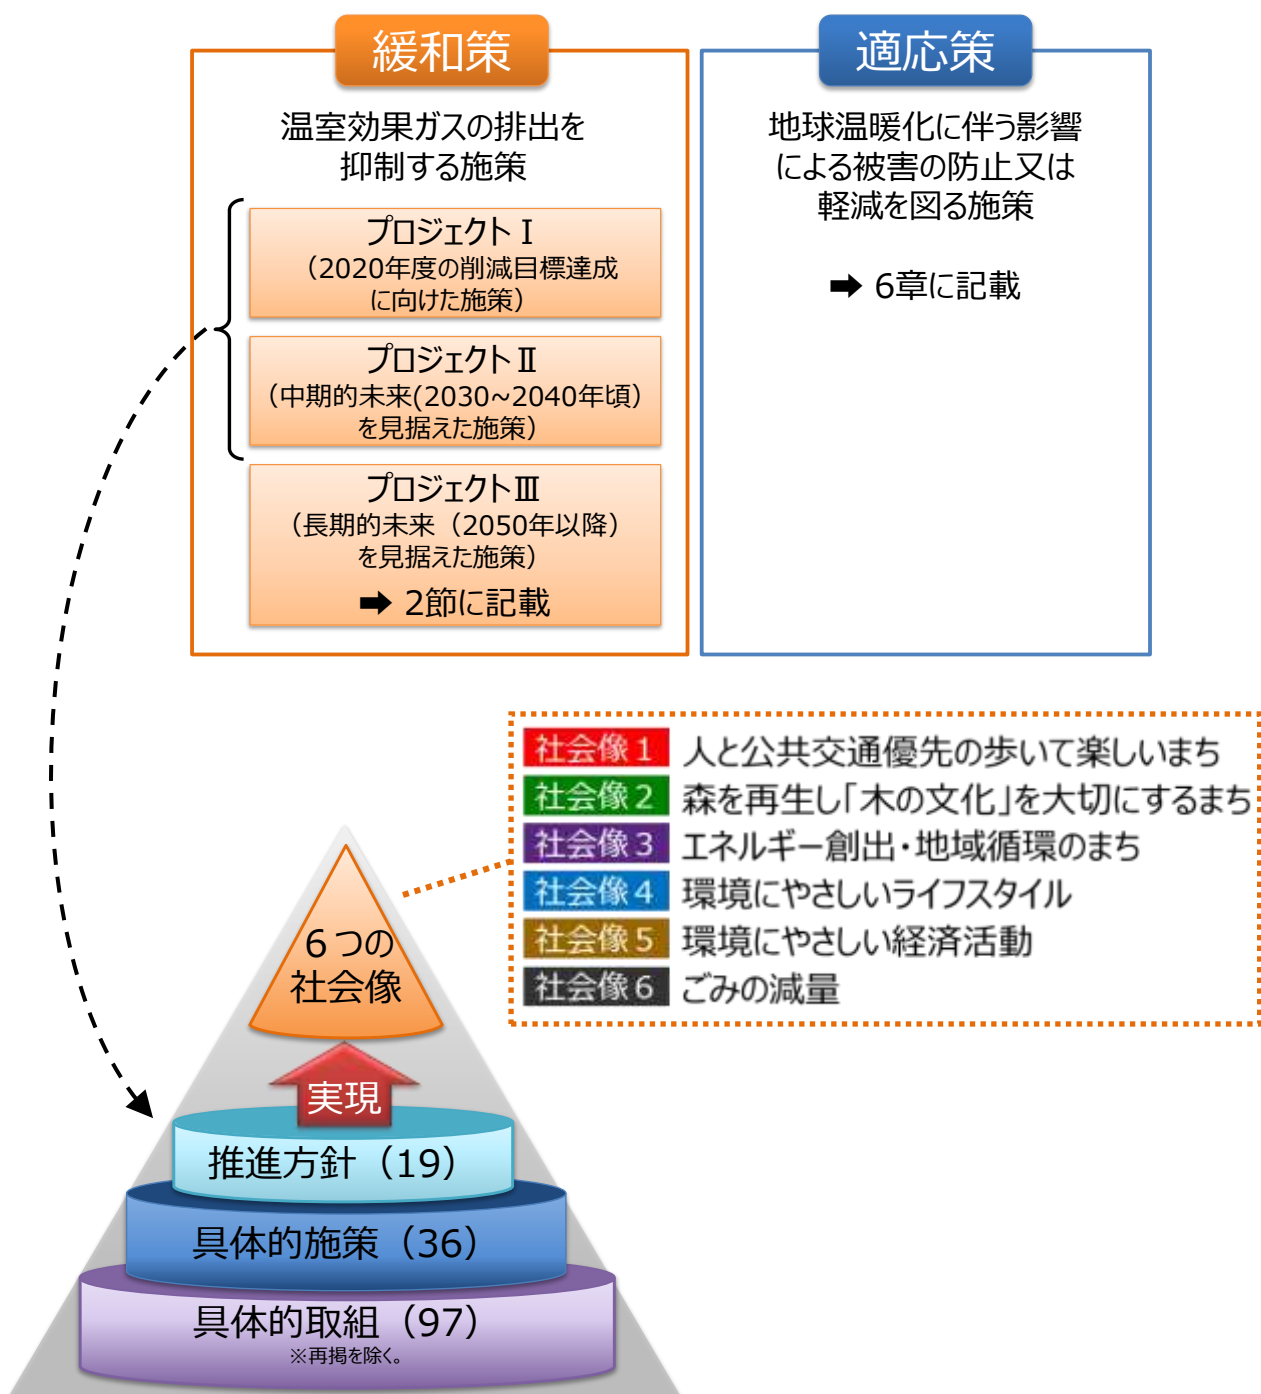 緩和策
温室効果ガスの排出を
抑制する施策
プロジェクトⅠ
（2020年度の削減目標達成
に向けた施策）
プロジェクトⅡ
（中期的未来(2030~2040年頃）
を見据えた施策）
プロジェクトⅢ
（長期的未来（2050年以降）
を見据えた施策）
➡ 2節に記載
適応策
地球温暖化に伴う影響
による被害の防止又は
軽減を図る施策
➡ 6章に記載
社会像1 人と公共交通優先の歩いて楽しいまち
社会像2 森を再生し「木の文化」を大切にするまち
社会像3 エネルギー創出・地域循環のまち
社会像4 環境にやさしいライフスタイル
社会像5 環境にやさしい経済活動
社会像6 ごみの減量
6つの
社会像
実現
推進方針（19）
具体的施策（36）
具体的取組（97）
※再掲を除く。